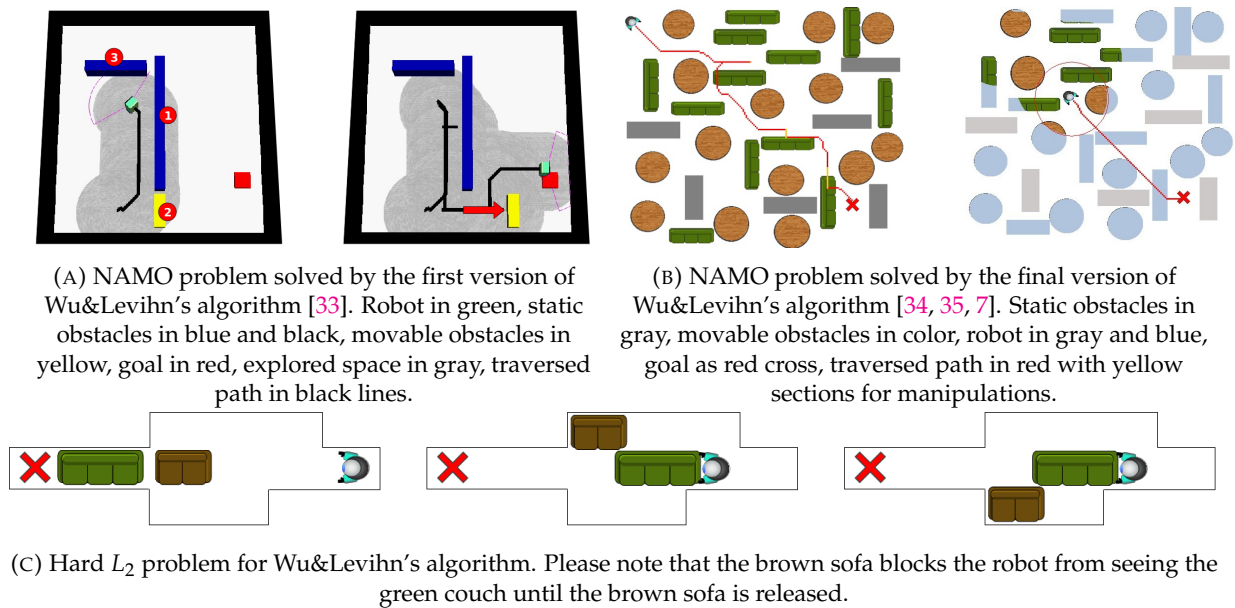 3
1
2
(A) NAMO problem solved by the first version of
Wu&Levihn's algorithm [33]. Robot in green, static
obstacles in blue and black, movable obstacles in
yellow, goal in red, explored space in gray, traversed
path in black lines.
(B) NAMO problem solved by the final version of
Wu&Levihn's algorithm [34, 35, 7]. Static obstacles in
gray, movable obstacles in color, robot in gray and blue,
goal as red cross, traversed path in red with yellow
sections for manipulations.
(C) Hard L₂ problem for Wu&Levihn's algorithm. Please note that the brown sofa blocks the robot from seeing the
green couch until the brown sofa is released.